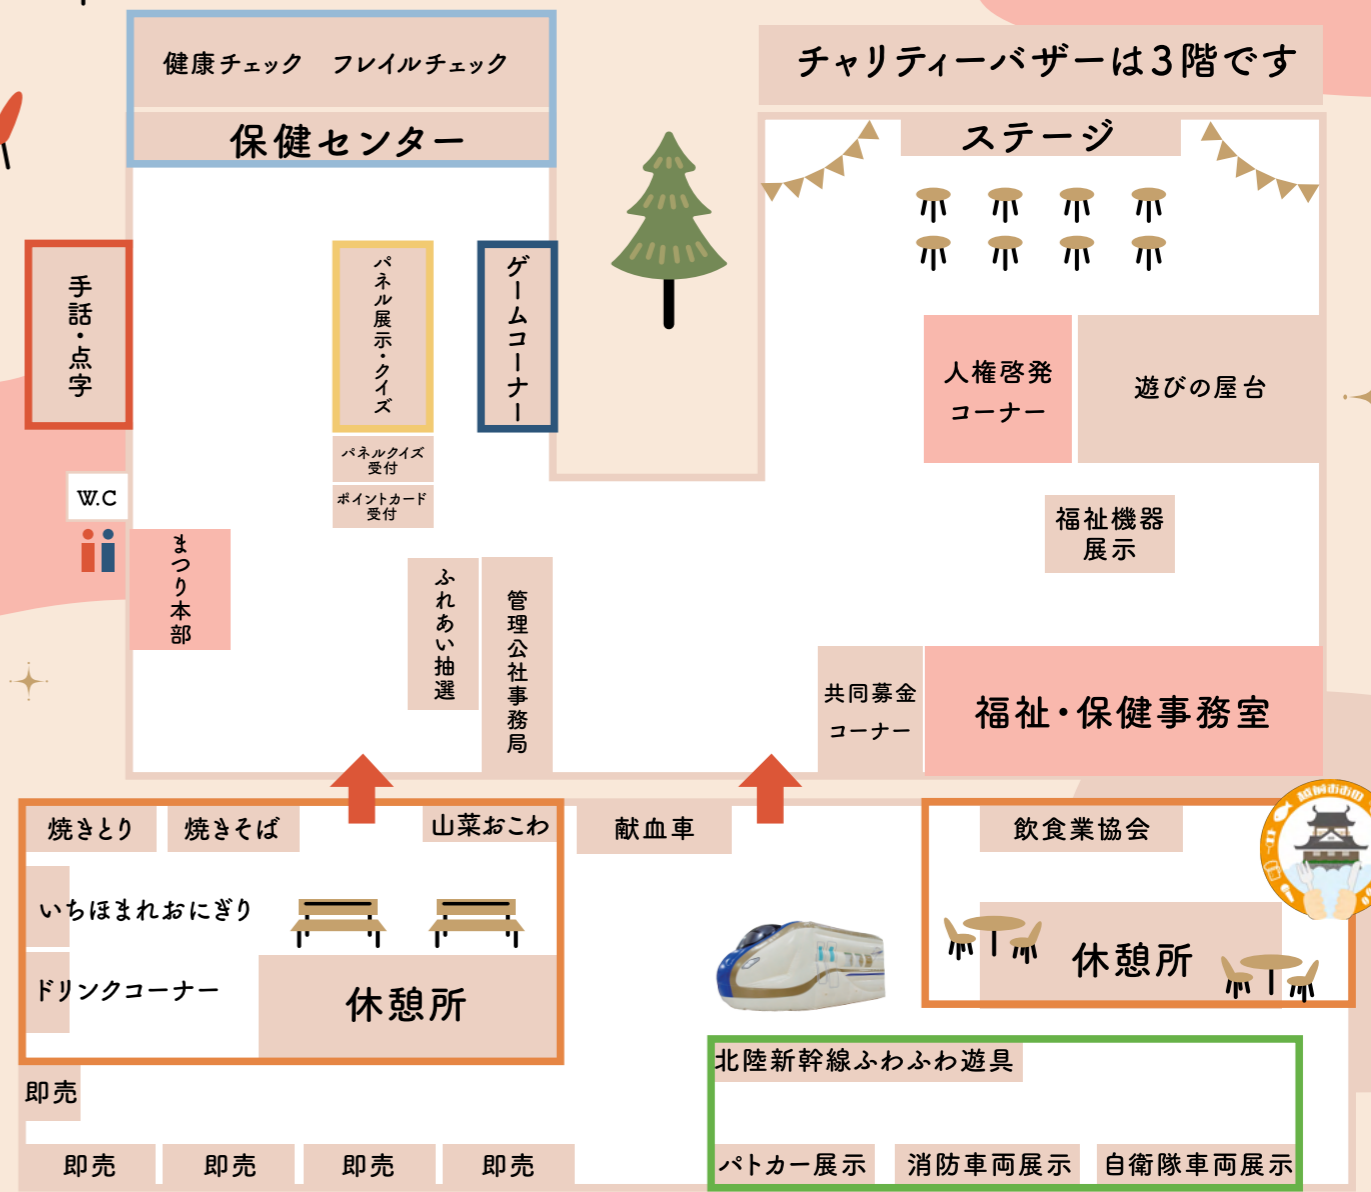 健康チェック　フレイルチェック
保健センター
チャリティーバザーは３階です
ステージ
手話・点字
パネル展示・クイズ
ゲームコーナー
人権啓発
コーナー
遊びの屋台
パネルクイズ
受付
ポイントカード
受付
W.C
福祉機器
展示
まつり本部
ふれあい抽選
管理公社事務局
共同募金
コーナー
福祉・保健事務室
焼きとり
焼きそば
山菜おこわ
献血車
飲食業協会
越前おおの
いちほまれおにぎり
ドリンクコーナー
休憩所
休憩所
北陸新幹線ふわふわ遊具
即売
即売
即売
即売
即売
パトカー展示
消防車両展示
自衛隊車両展示